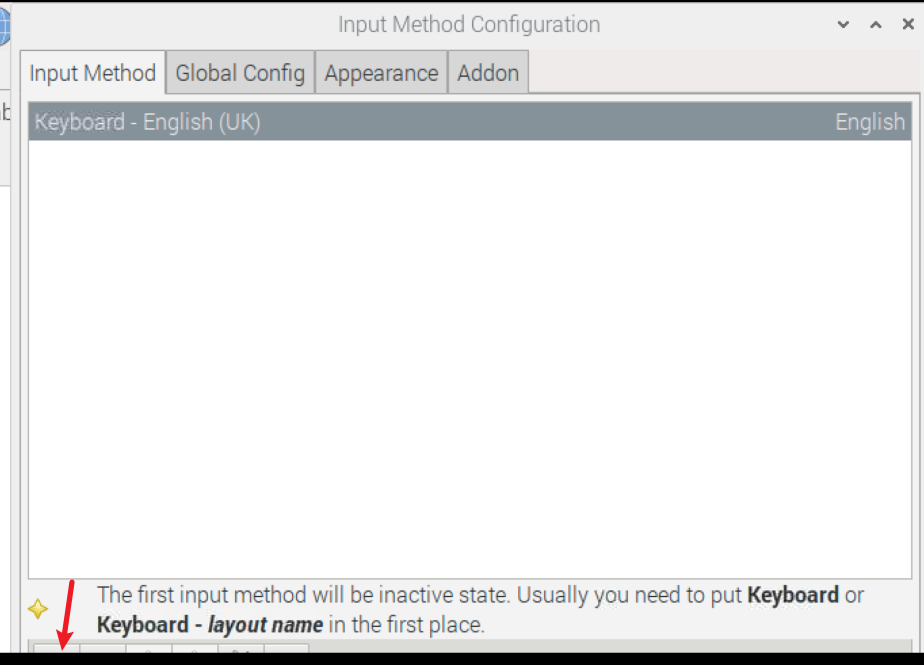 Input Method Configuration
Input Method Global Config Appearance Addon
Keyboard - English (UK) English
The first input method will be inactive state. Usually you need to put Keyboard or
Keyboard - layout name in the first place.